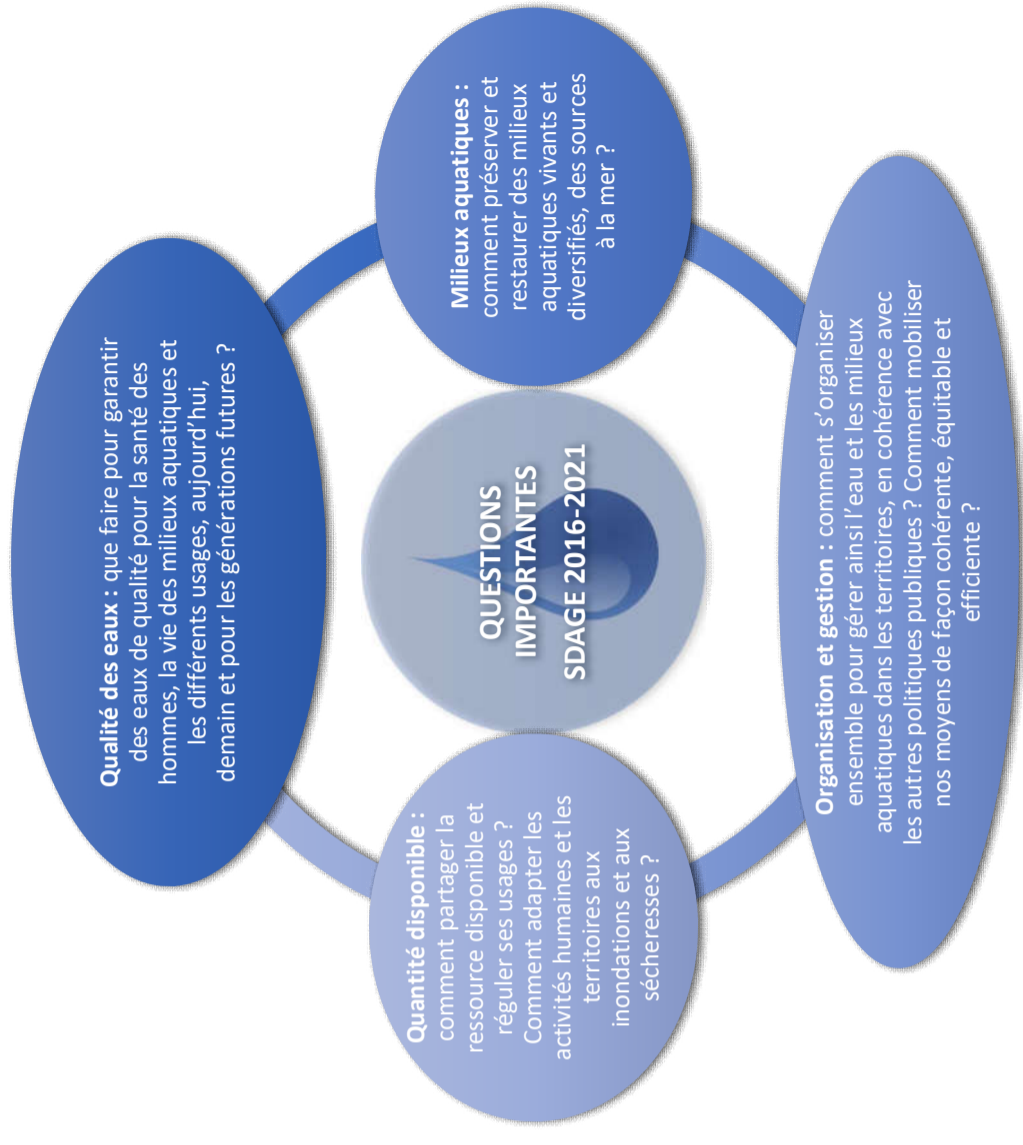 Qualité des eaux : que faire pour garantir
des eaux de qualité pour la santé des
hommes, la vie des milieux aquatiques et
les différents usages, aujourd'hui,
demain et pour les générations futures ?
Milieux aquatiques :
comment préserver et
restaurer des milieux
aquatiques vivants et
diversifiés, des sources
à la mer ?
Organisation et gestion : comment s'organiser
ensemble pour gérer ainsi l'eau et les milieux
aquatiques dans les territoires, en cohérence avec
les autres politiques publiques ? Comment mobiliser
nos moyens de façon cohérente, équitable et
efficiente ?
Quantité disponible :
comment partager la
ressource disponible et
réguler ses usages ?
Comment adapter les
activités humaines et les
territoires aux
inondations et aux
sécheresses ?
QUESTIONS
IMPORTANTES
SDAGE 2016-2021